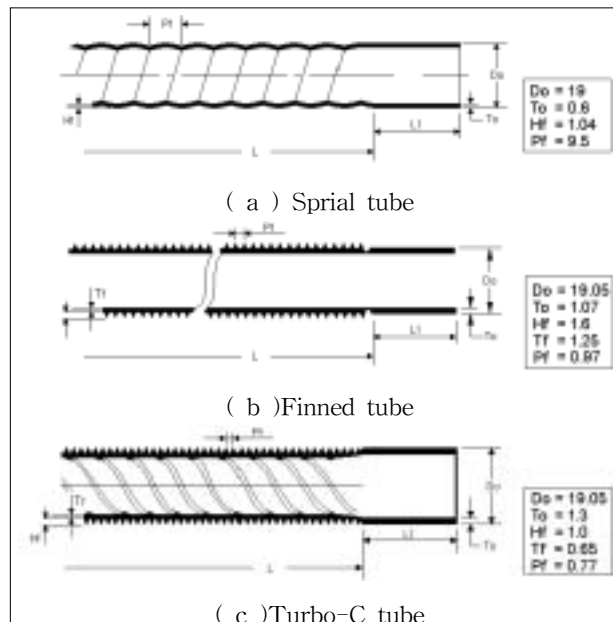 Pf
Do
Hf
To
L1
L
Do = 19
To = 0.6
Hf = 1.04
Pf = 9.5
( a ) Sprial tube
Pf
Tf
Do
To
L1
L
Do = 19.05
To = 1.07
Hf = 1.6
Tf = 1.25
Pf = 0.97
( b )Finned tube
Pf
Tf
Hf
Do
To
L1
L
Do = 19.05
To = 1.3
Hf = 1.0
Tf = 0.65
Pf = 0.77
( c )Turbo-C tube